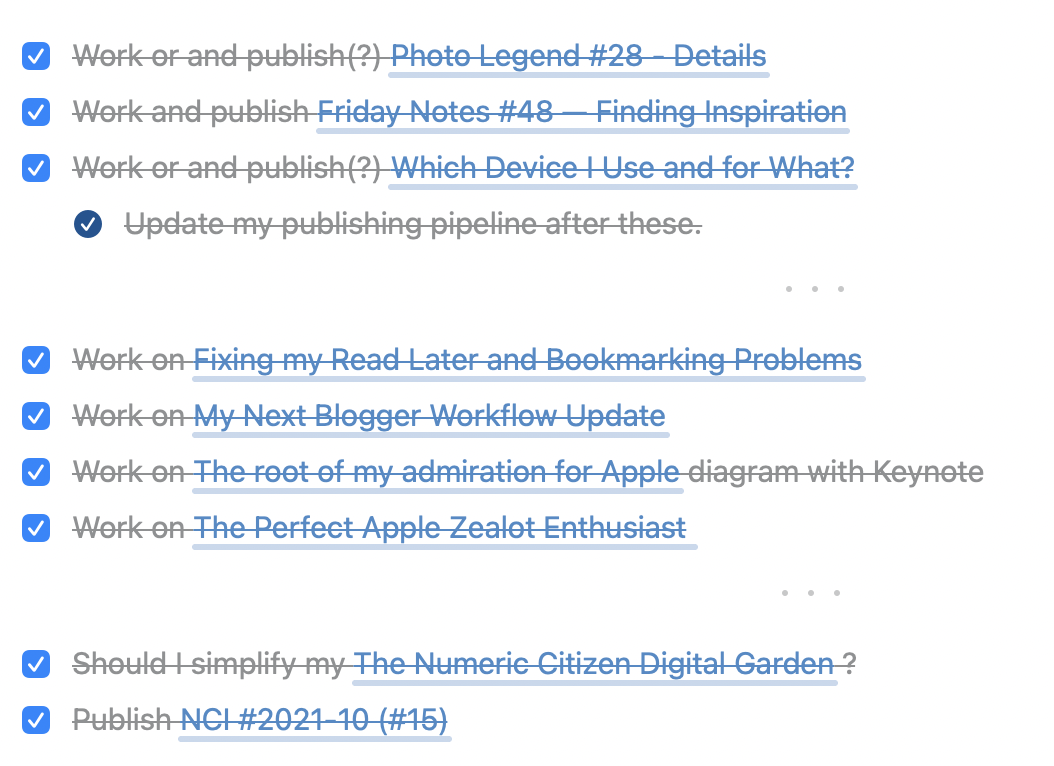 Work or and publish(?) Photo Legend #28 - Details
Work and publish Friday Notes #48 — Finding Inspiration
Work or and publish(?) Which Device I Use and for What?
Update my publishing pipeline after these.
Work on Fixing my Read Later and Bookmarking Problems
Work on My Next Blogger Workflow Update
Work on The root of my admiration for Apple diagram with Keynote
Work on The Perfect Apple Zealot Enthusiast
Should I simplify my The Numeric Citizen Digital Garden ?
Publish NCI #2021-10 (#15)